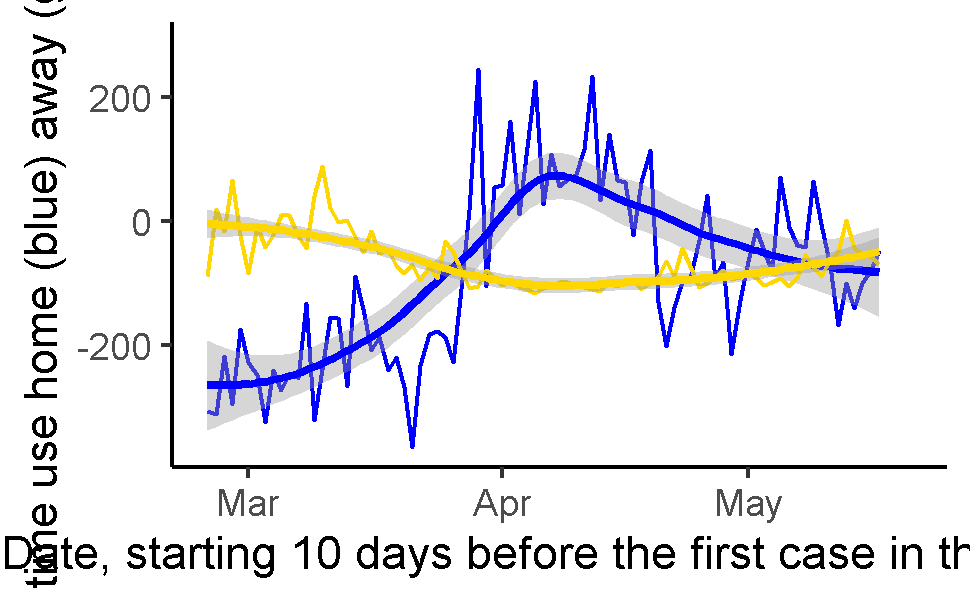 time use home (blue) away (
200
0
-200
Mar Apr May
Date, starting 10 days before the first case in th